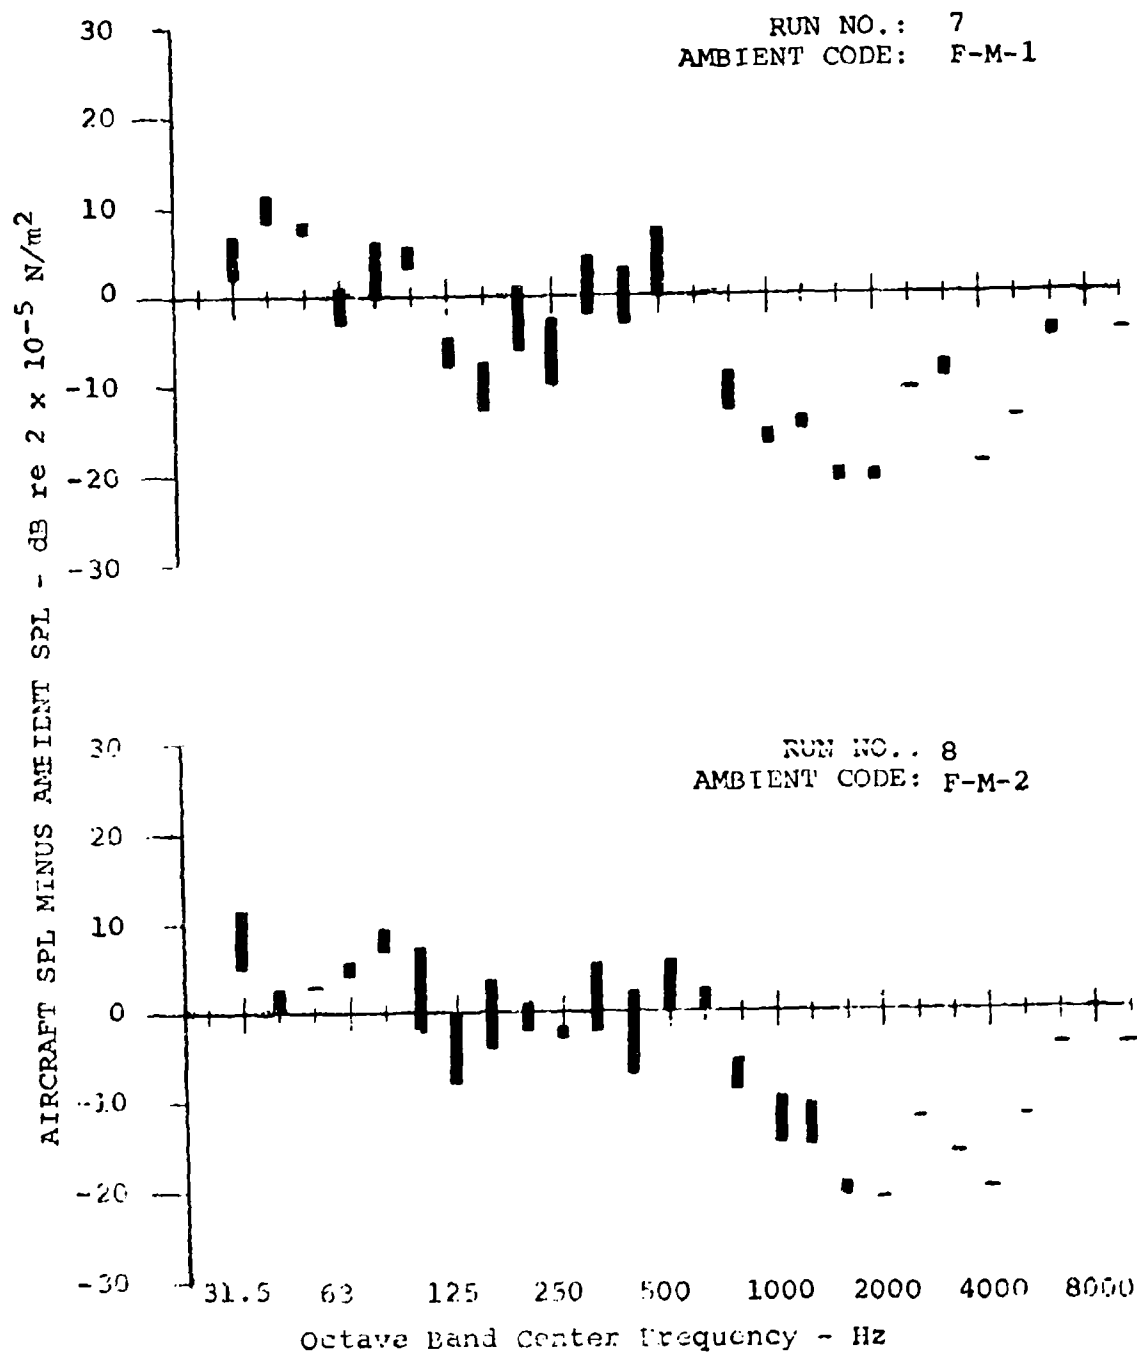 RUN NO.: 7
AMBIENT CODE: F-M-1
30
20
10
0
-10
-20
-30
AIRCRAFT SPL MINUS AMBIENT SPL - dB re 2 x 10⁻⁵ N/m²
RUN NO.. 8
AMBIENT CODE: F-M-2
30
20
10
0
-10
-20
-30
31.5 63 125 250 500 1000 2000 4000 8000
Octave Band Center Frequency - Hz